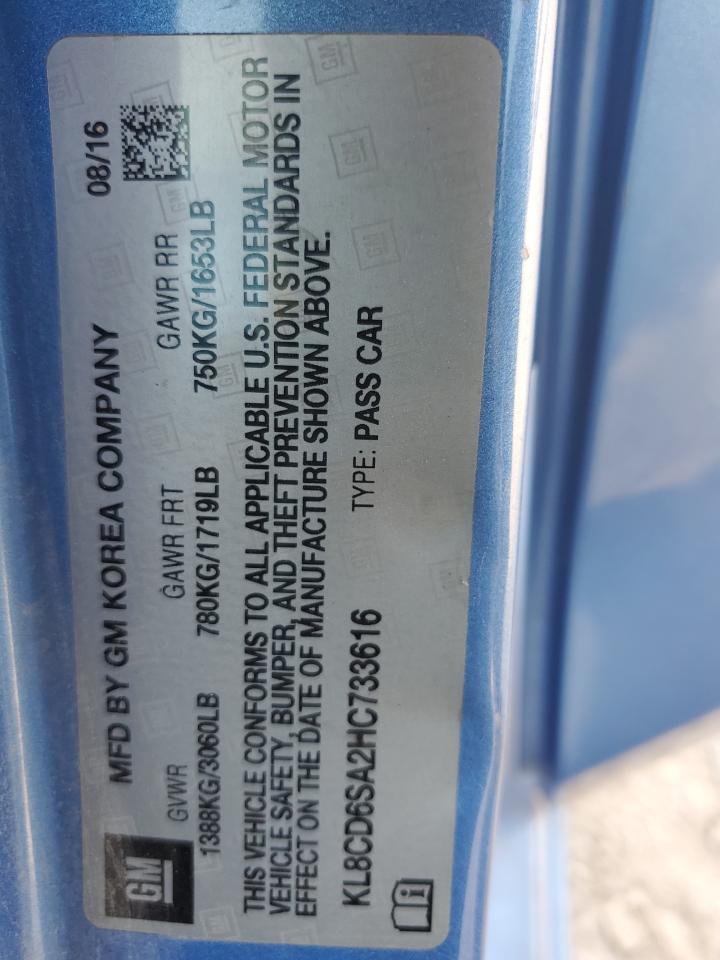 GM
MFD BY GM KOREA COMPANY 08/16
GVWR GAWR FRT GAWR RR
1388KG/3060LB 780KG/1719LB 750KG/1653LB
THIS VEHICLE CONFORMS TO ALL APPLICABLE U.S. FEDERAL MOTOR
VEHICLE SAFETY, BUMPER, AND THEFT PREVENTION STANDARDS IN
EFFECT ON THE DATE OF MANUFACTURE SHOWN ABOVE.
KL8CD6SA2HC733616 TYPE: PASS CAR